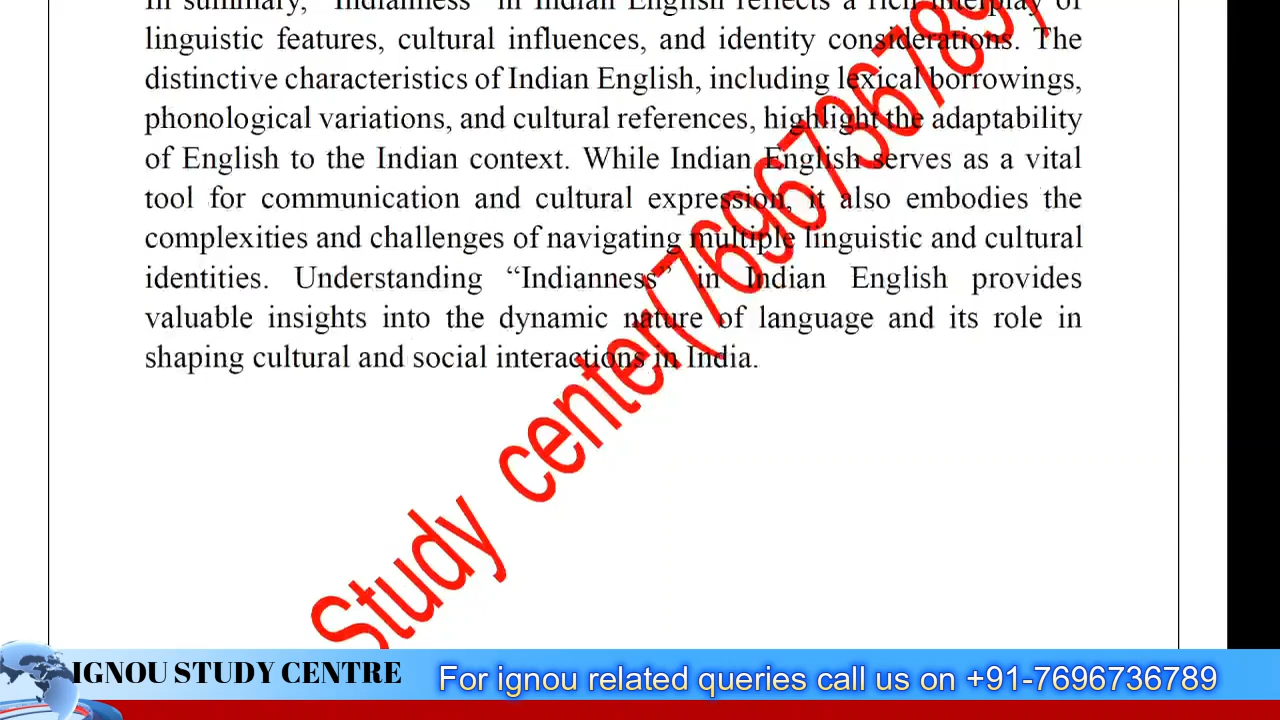 In summary, "Indianness" in Indian English reflects a rich interplay of
linguistic features, cultural influences, and identity considerations. The
distinctive characteristics of Indian English, including lexical borrowings,
phonological variations, and cultural references, highlight the adaptability
of English to the Indian context. While Indian English serves as a vital
tool for communication and cultural expression, it also embodies the
complexities and challenges of navigating multiple linguistic and cultural
identities. Understanding “Indianness” in Indian English provides
valuable insights into the dynamic nature of language and its role in
shaping cultural and social interactions in India.
Study center(7696736789)
IGNOU STUDY CENTRE
For ignou related queries call us on +91-7696736789